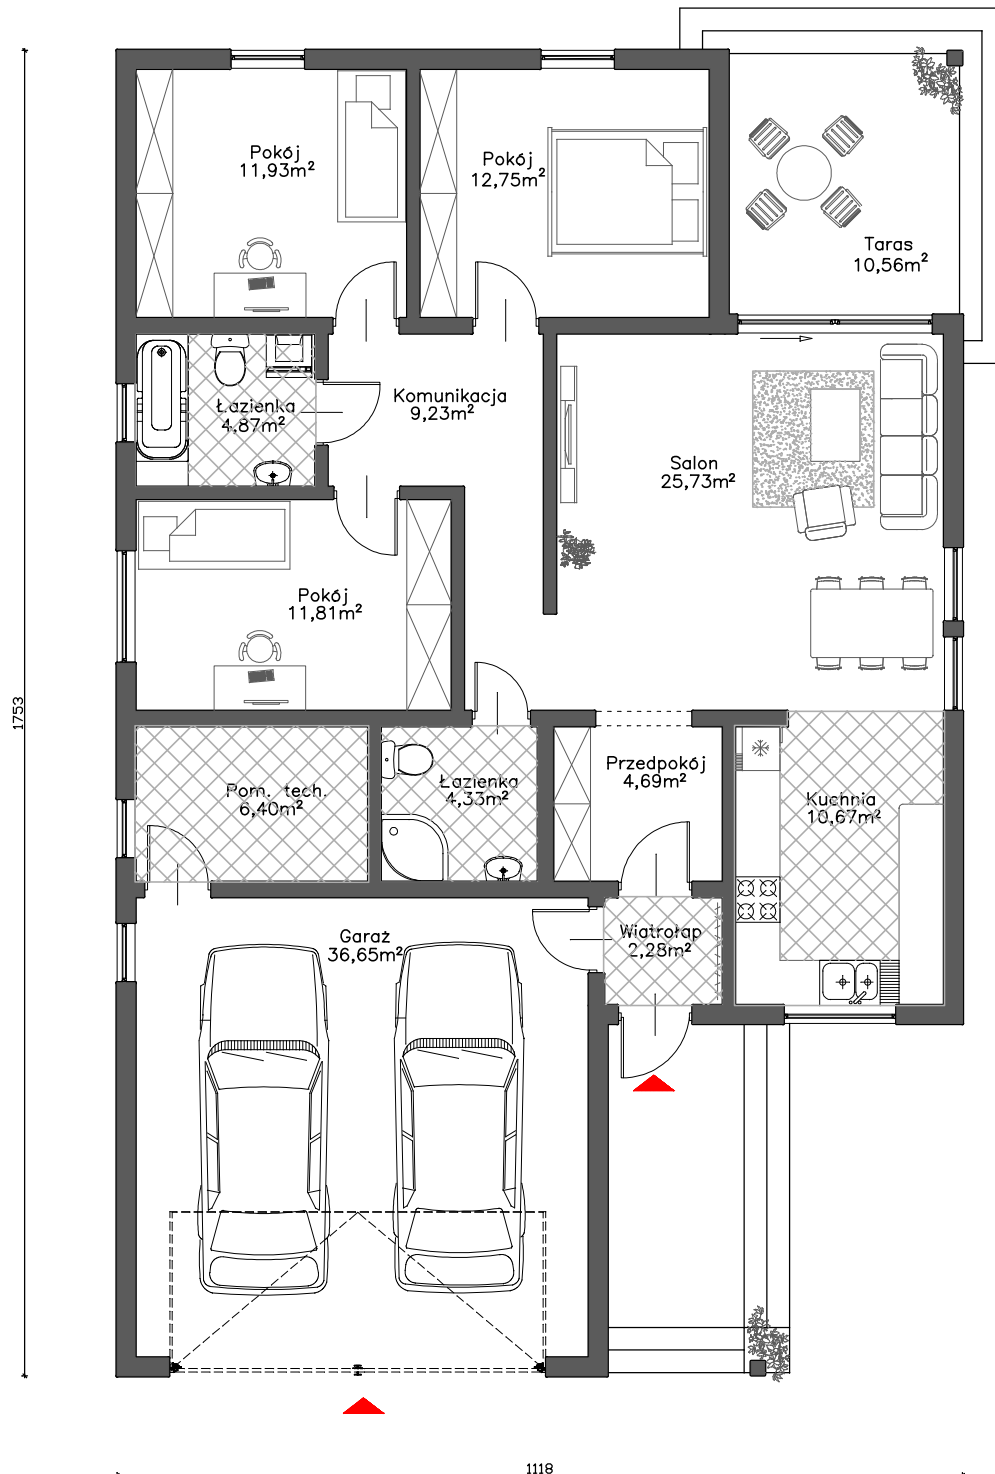 Pokój
11,93m²
Pokój
12,75m²
Taras
10,56m²
Łazienka
4,87m²
Komunikacja
9,23m²
Salon
25,73m²
Pokój
11,81m²
1753
Pom. tech.
6,40m²
Łazienka
4,33m²
Przedpokój
4,69m²
Kuchnia
10,67m²
Garaż
36,65m²
Wiatrołap
2,28m²
1118